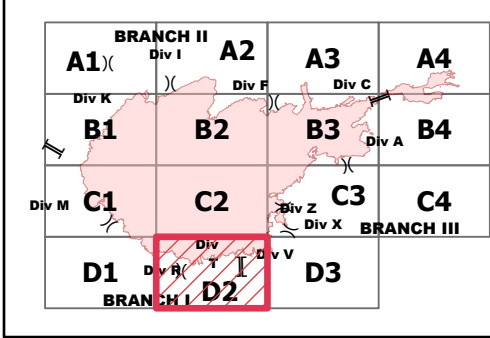 BRANCH II
A1
Div I
A2
A3
A4
Div K
Div F
Div C
B1
B2
B3
Div A
B4
Div M
C1
C2
Div Z
C3
C4
Div X
BRANCH III
Div
T
Div V
D1
Div R
D2
D3
BRANCH I